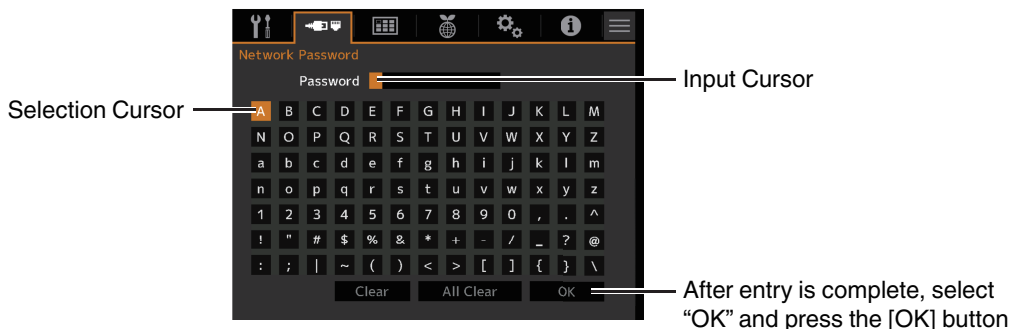 Network Password
Password
Input Cursor
Selection Cursor
A B C D E F G H I J K L M
N O P Q R S T U V W X Y Z
a b c d e f g h i j k l m
n o p q r s t u v w x y z
1 2 3 4 5 6 7 8 9 0 , . ^
! " # $ % & * + - / _ ? @
: ; | ~ ( ) < > [ ] { } \
Clear All Clear OK
After entry is complete, select
“OK” and press the [OK] button